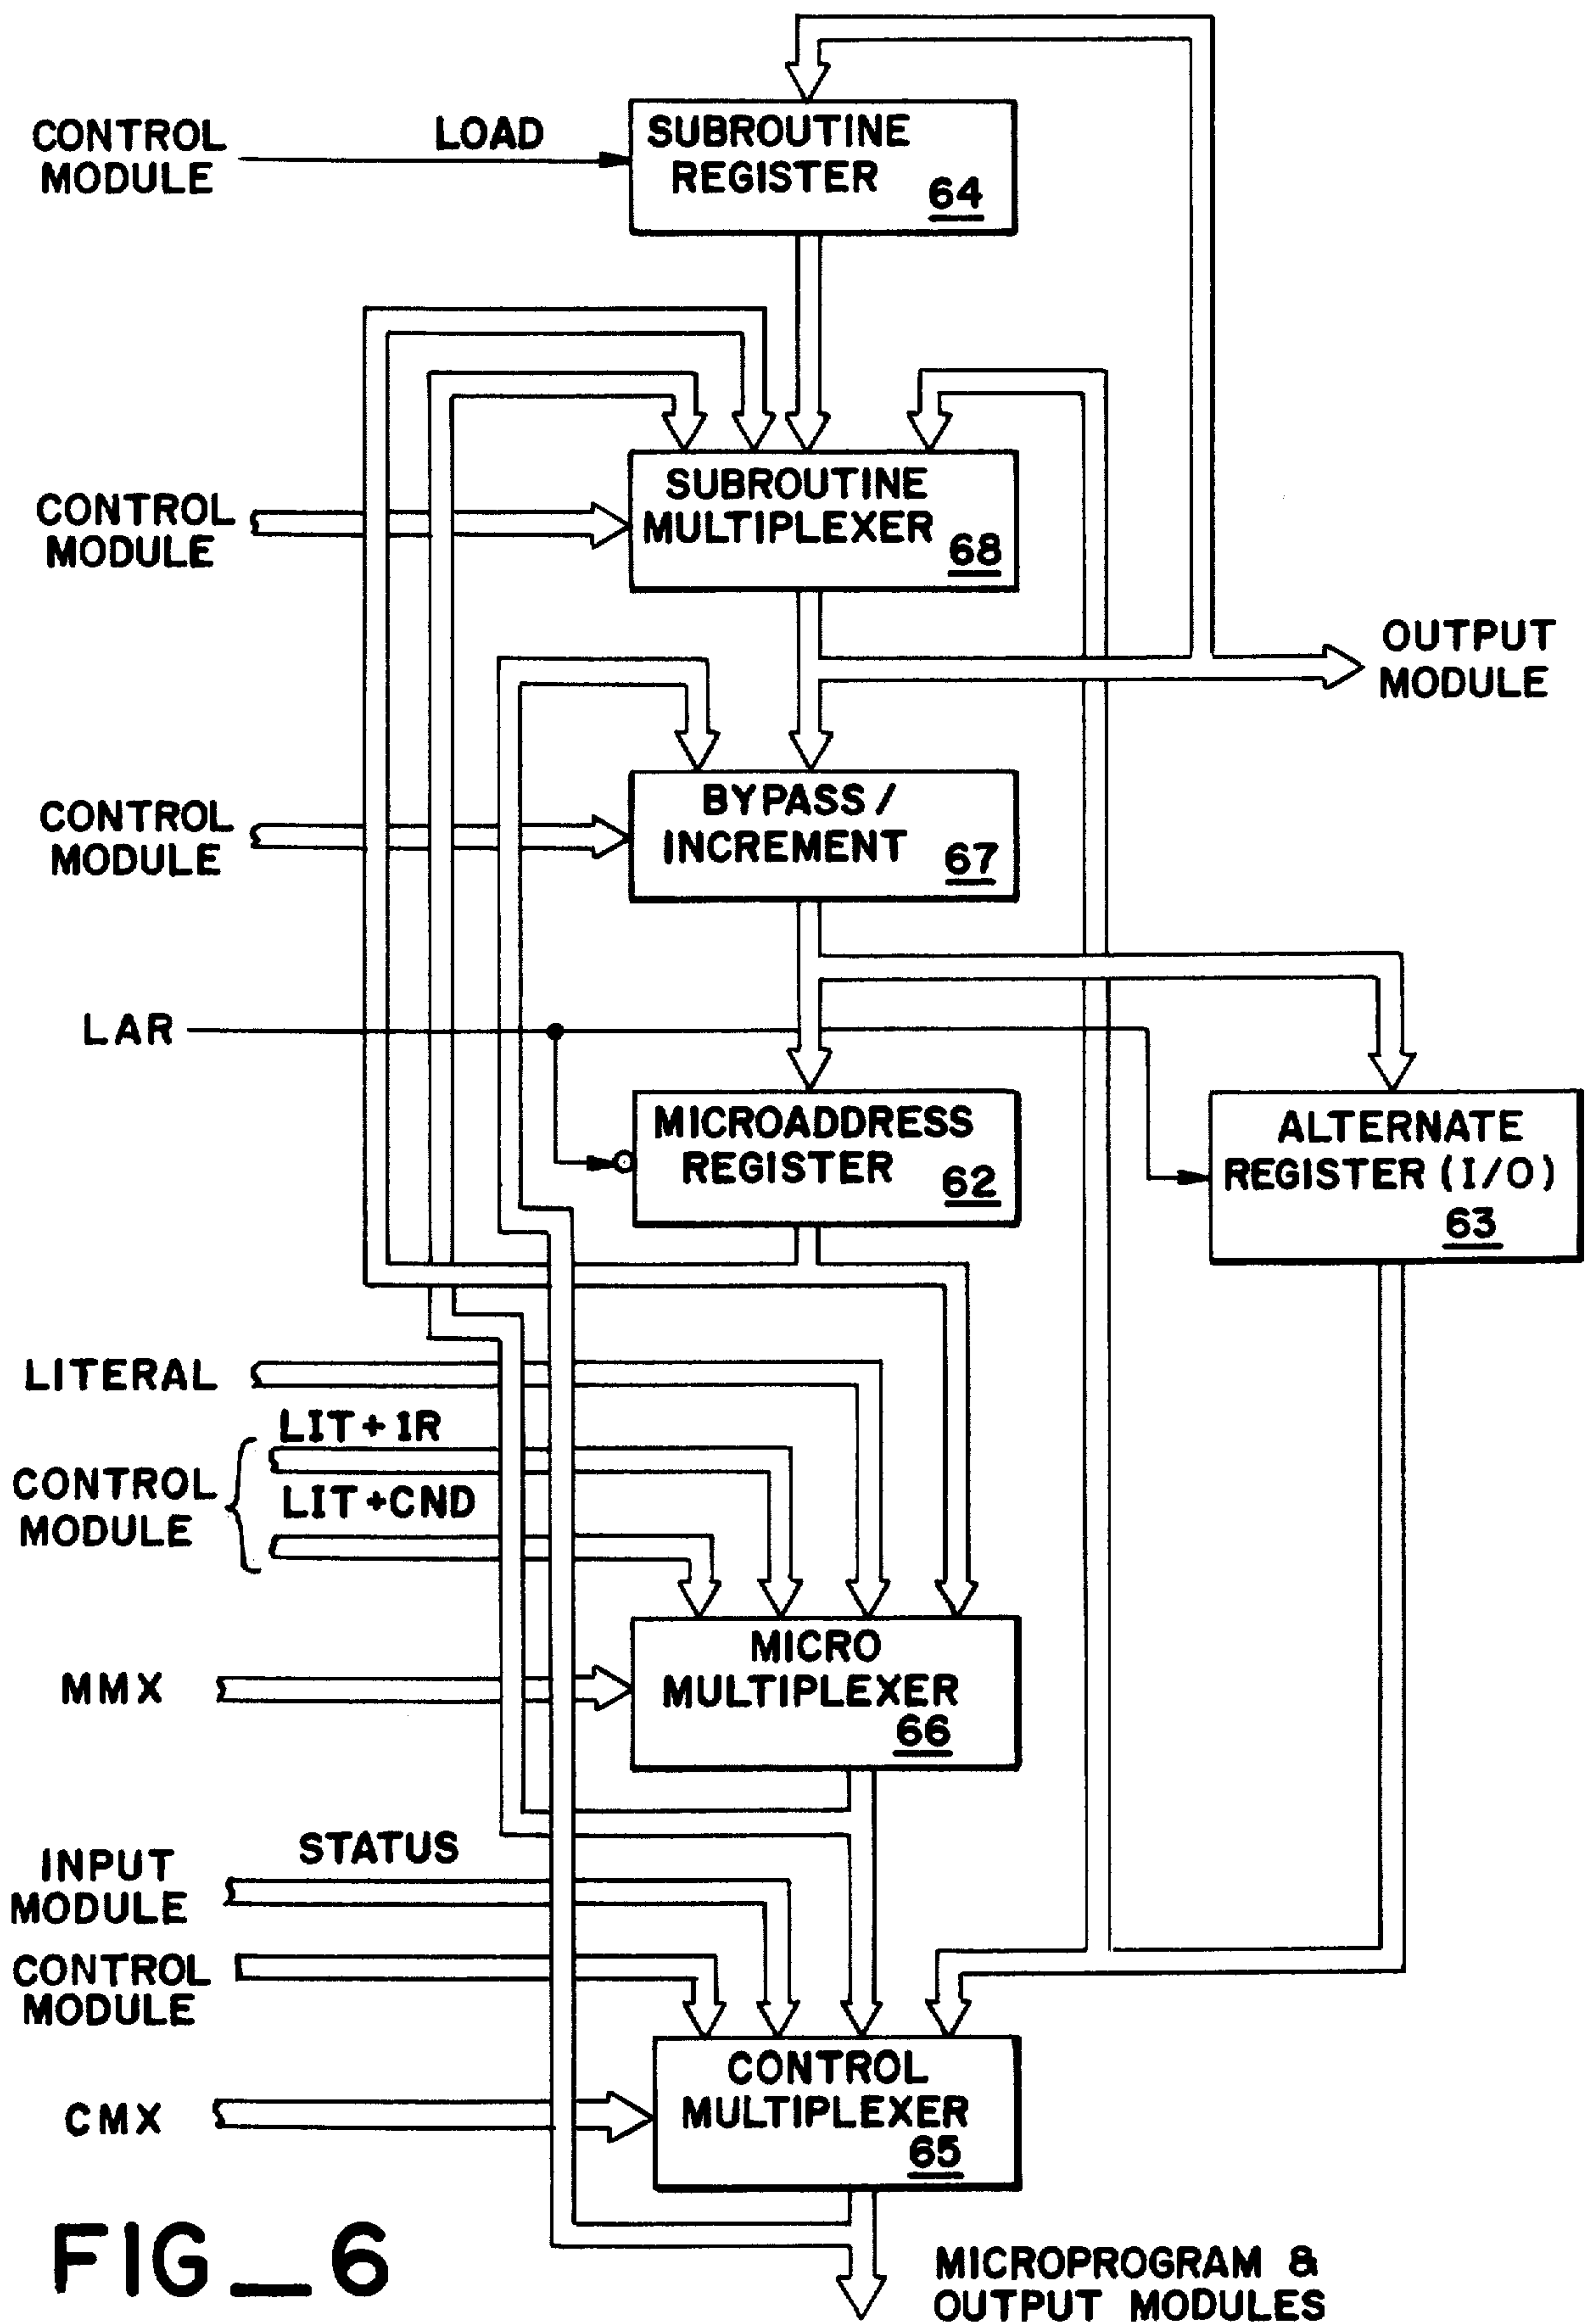 CONTROL
MODULE
LOAD
SUBROUTINE
REGISTER
64
CONTROL
MODULE
SUBROUTINE
MULTIPLEXER
68
OUTPUT
MODULE
CONTROL
MODULE
BYPASS /
INCREMENT
67
LAR
MICROADDRESS
REGISTER
62
ALTERNATE
REGISTER (I/O)
63
LITERAL
LIT + 1R
CONTROL
MODULE
LIT +CND
MMX
MICRO
MULTIPLEXER
66
INPUT
MODULE
STATUS
CONTROL
MODULE
CMX
CONTROL
MULTIPLEXER
65
MICROPROGRAM &
OUTPUT MODULES
FIG_6